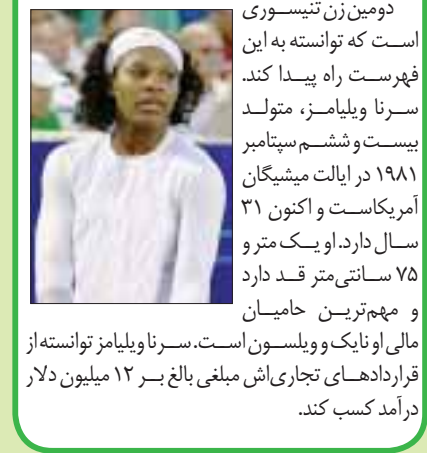 دومین زن تنیسوری
است که توانسته به این
فهرست راه پیدا کند.
سرنا ویلیامز، متولد
بیست‌و‌ششم سپتامبر
۱۹۸۱ در ایالت میشیگان
آمریکاست و اکنون ۳۱
سال دارد. او یک متر و
۷۵ سانتی‌متر قد دارد
و مهم‌ترین حامیان
مالی او نایک و ویلسون است. سرنا ویلیامز توانسته از
قراردادهای تجاری‌اش مبلغی بالغ بر ۱۲ میلیون دلار
درآمد کسب کند.